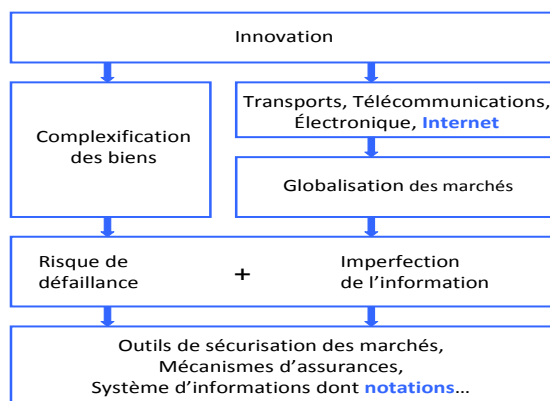 Innovation
Complexification
des biens
Transports, Télécommunications,
Électronique, Internet
Globalisation des marchés
Risque de
défaillance
+
Imperfection
de l’information
Outils de sécurisation des marchés,
Mécanismes d’assurances,
Système d’informations dont notations...